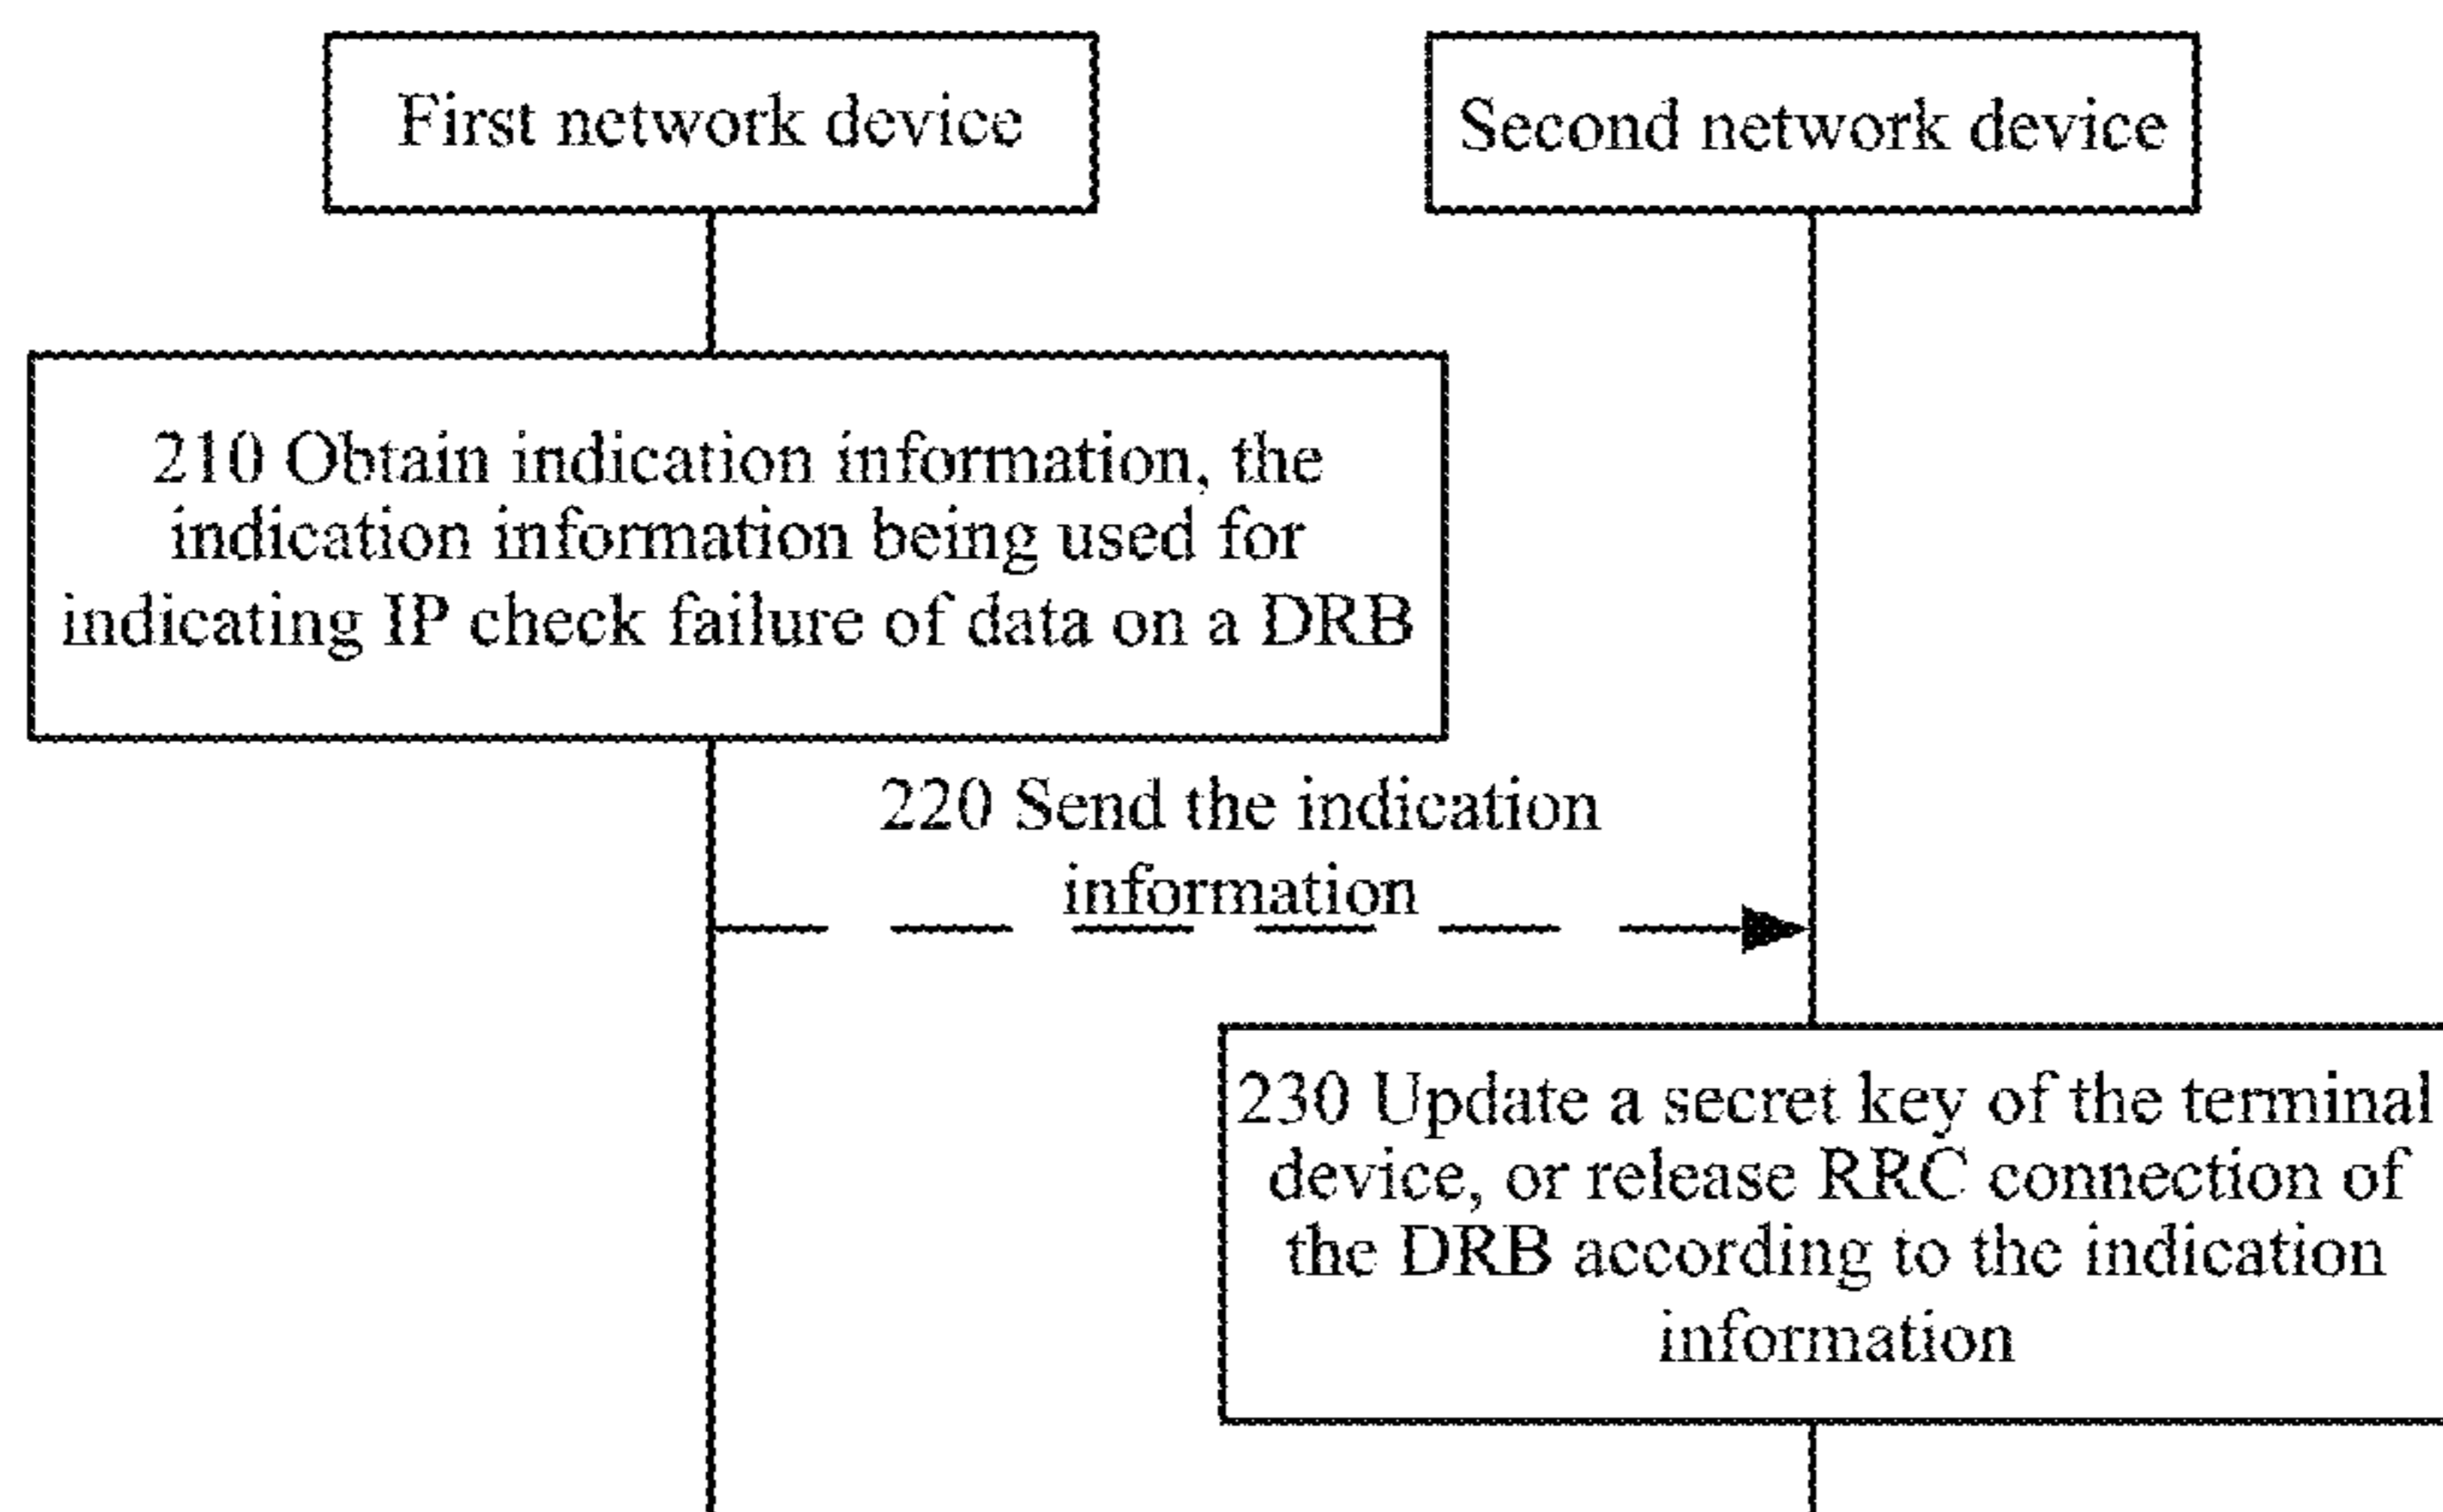 First network device
Second network device
210 Obtain indication information, the
indication information being used for
indicating IP check failure of data on a DRB
220 Send the indication
information
230 Update a secret key of the terminal
device, or release RRC connection of
the DRB according to the indication
information